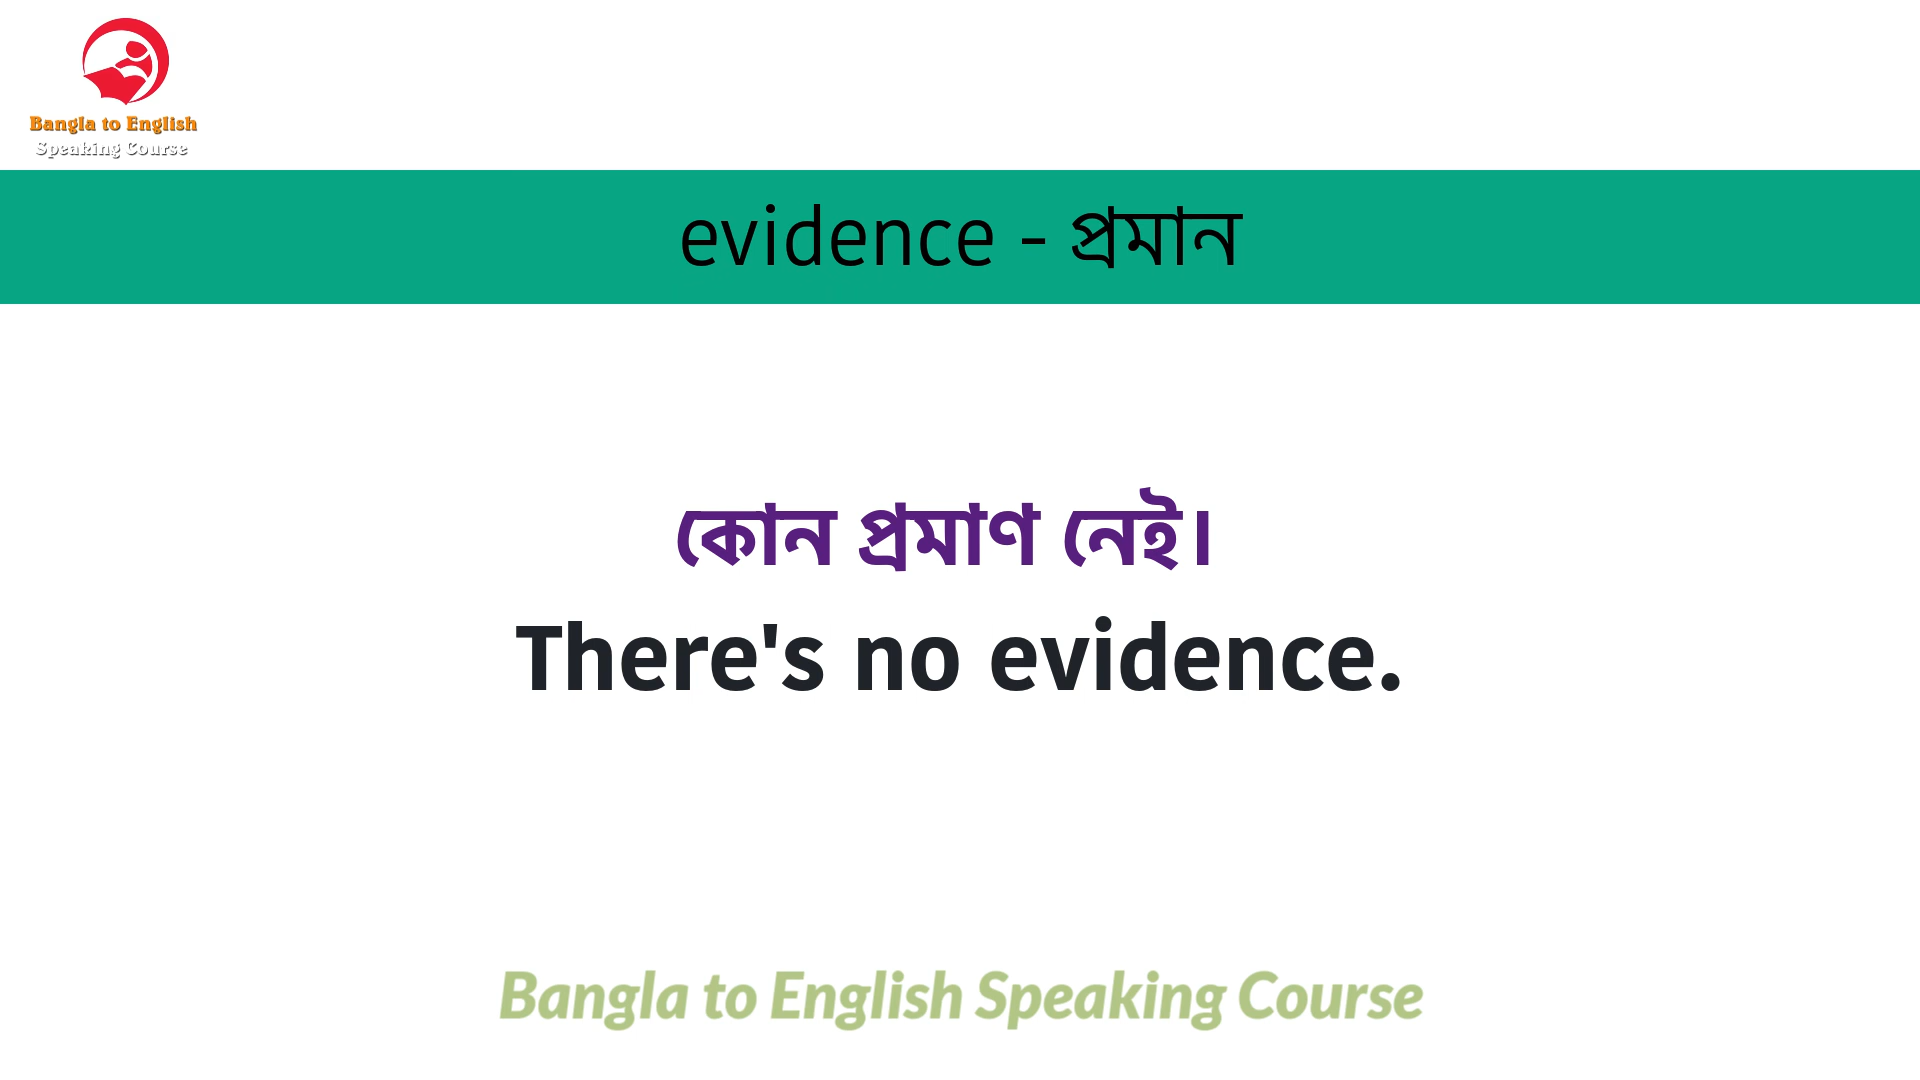 Bangla to English
Speaking Course
evidence - প্রমান
কোন প্রমাণ নেই।
There's no evidence.
Bangla to English Speaking Course